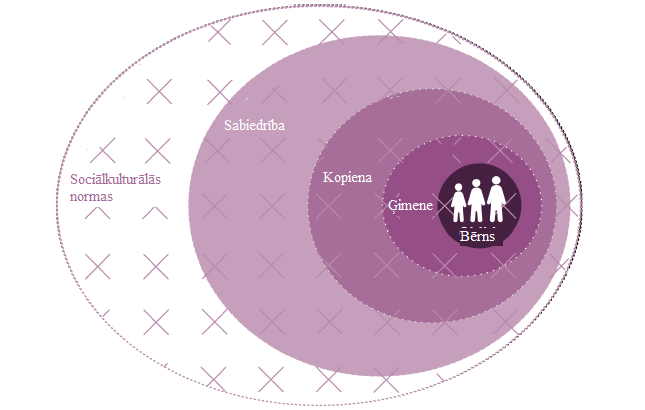 Sabiedrība
Kopiena
Sociālkulturālās
normas
Ģimene
Bērns